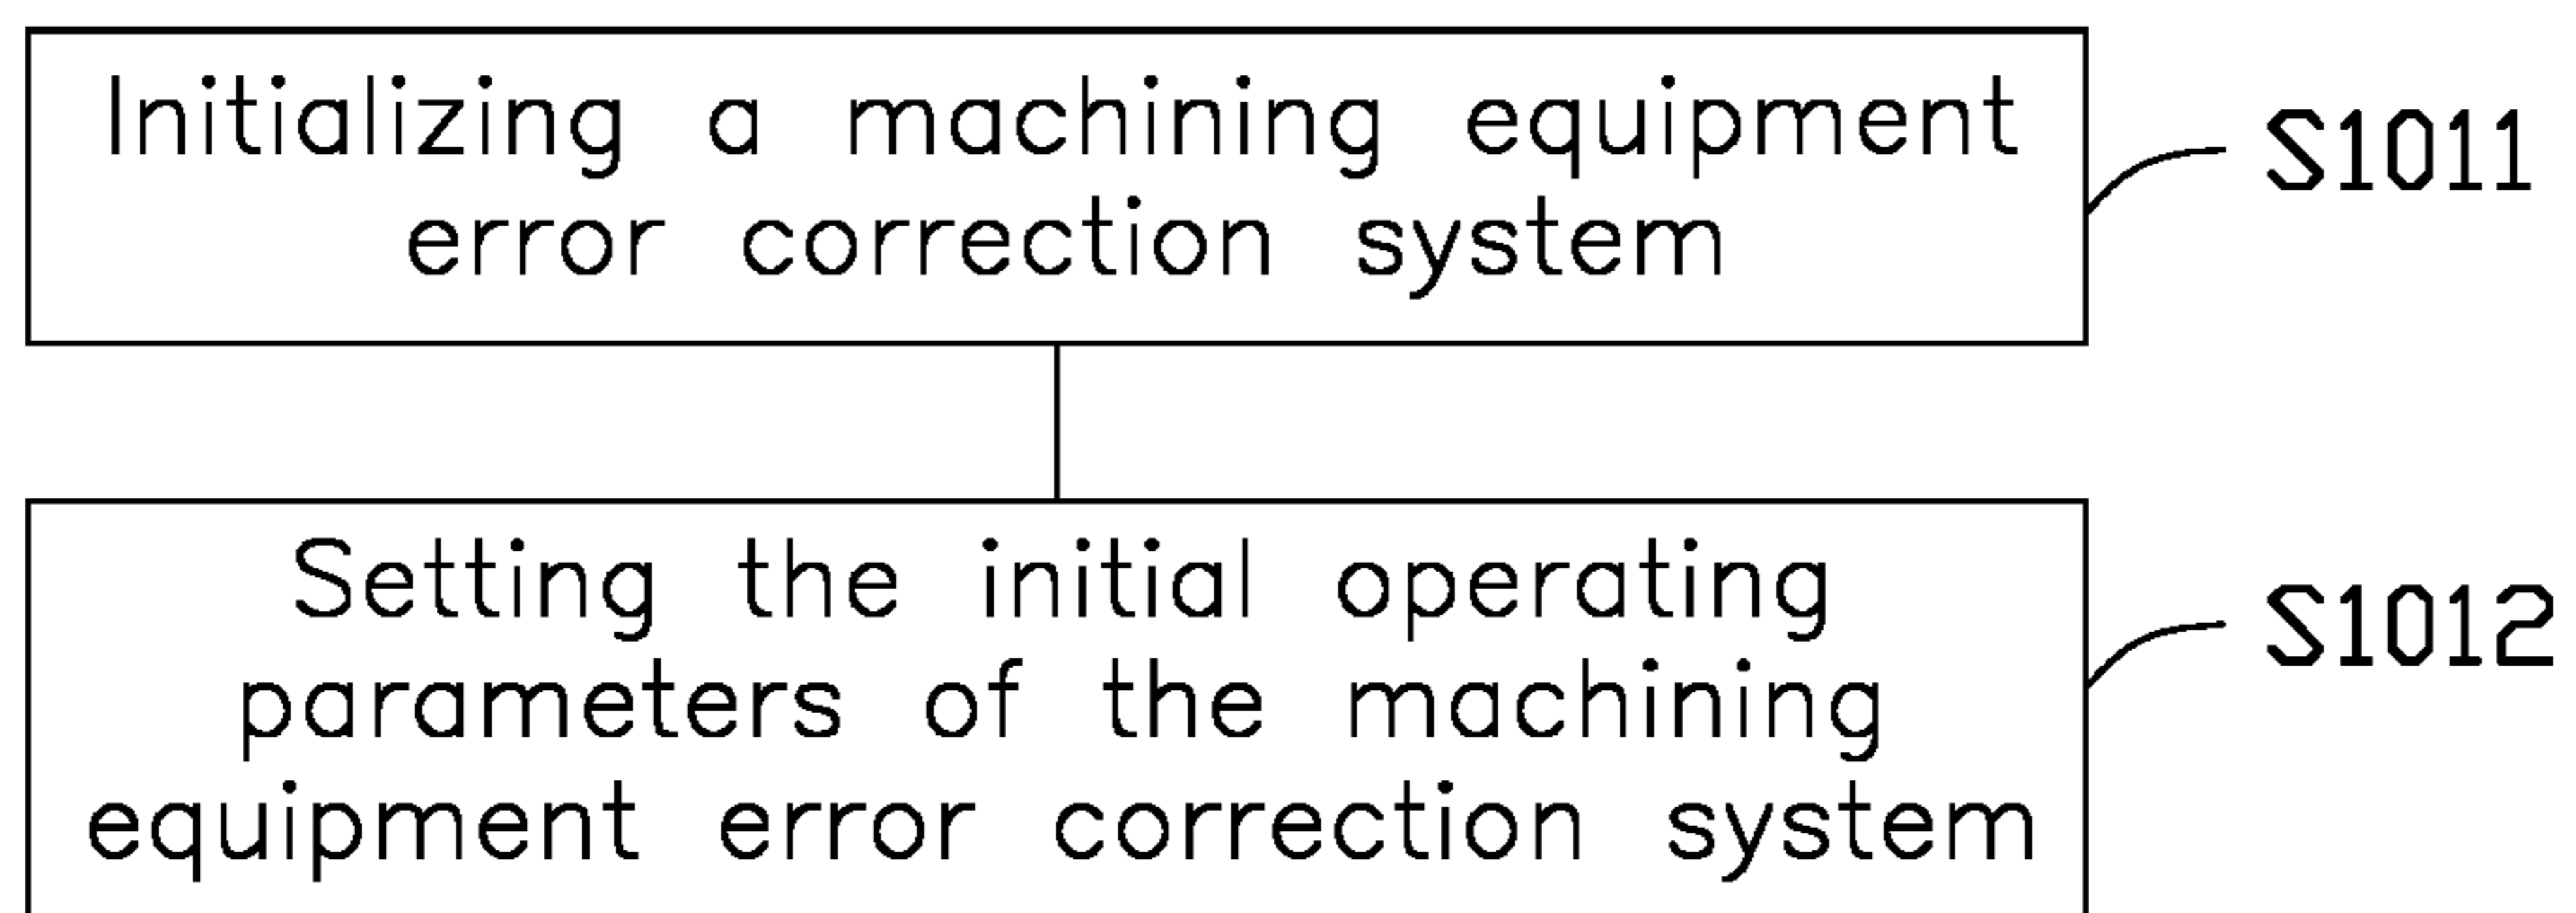 Initializing a machining equipment
error correction system
S1011
Setting the initial operating
parameters of the machining
equipment error correction system
S1012